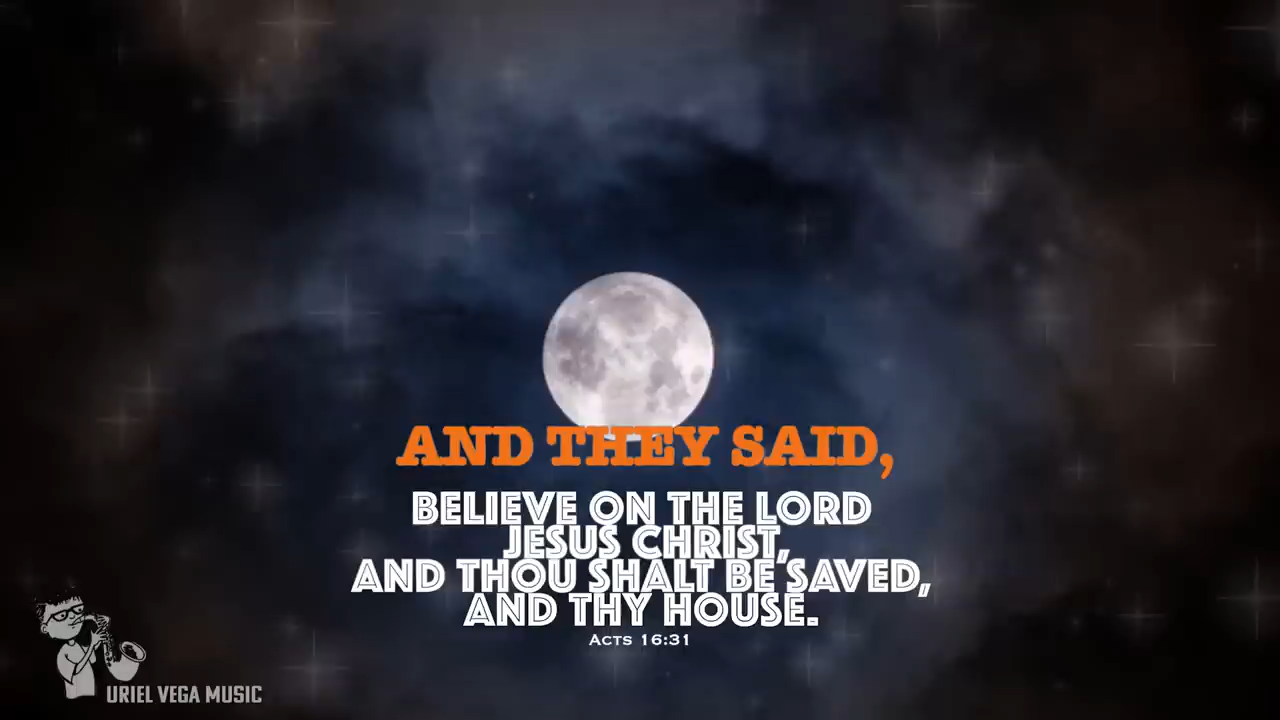 AND THEY SAID,
BELIEVE ON THE LORD
JESUS CHRIST,
AND THOU SHALT BE SAVED,
AND THY HOUSE.
Acts 16:31
URIEL VEGA MUSIC